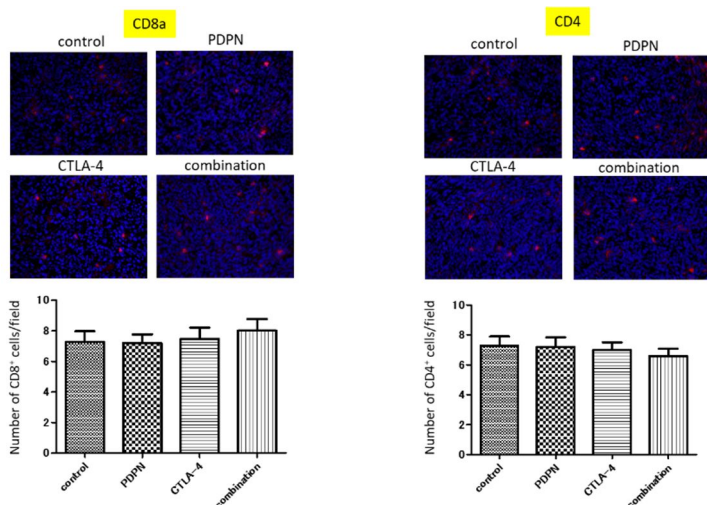 CD8a
control PDPN
CTLA-4 combination
Number of CD8⁺ cells/field
10
8
6
4
2
0
control PDPN CTLA-4 combination
CD4
control PDPN
CTLA-4 combination
Number of CD4⁺ cells/field
10
8
6
4
2
0
control PDPN CTLA-4 combination